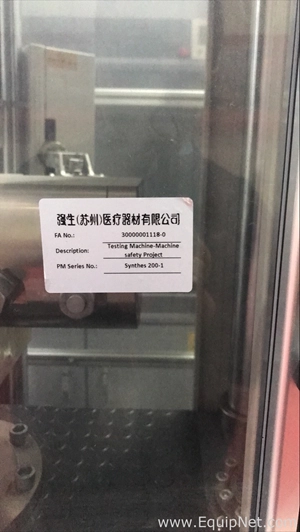 强生(苏州)医疗器材有限公司
FA No.: 30000001118-0
Description: Testing Machine-Machine
safety Project
PM Series No.: Synthes 200-1
www.EquipNet.com